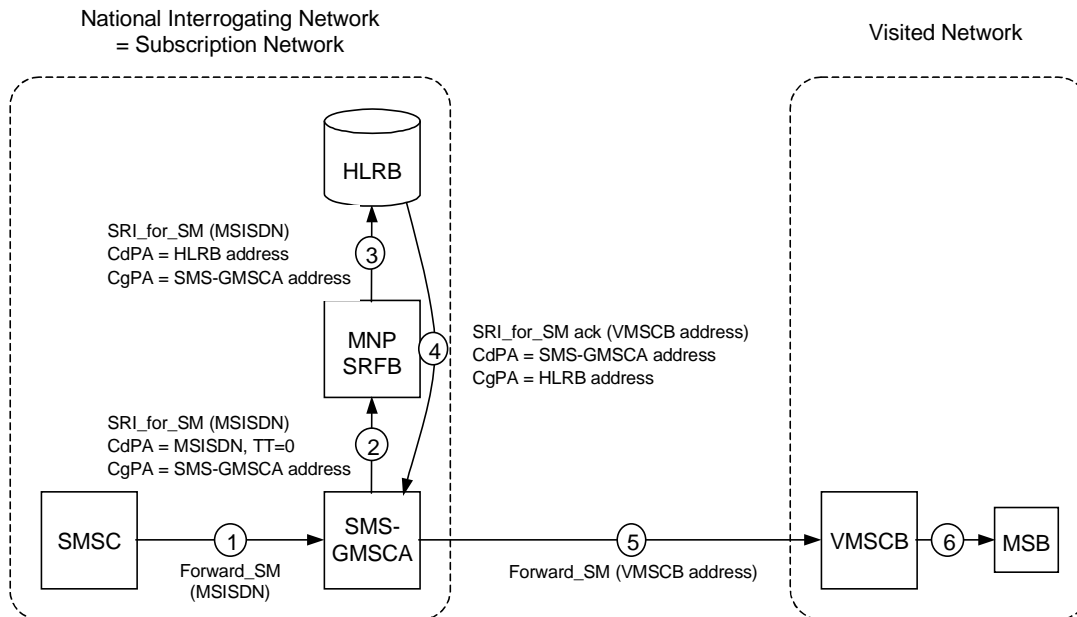 National Interrogating Network
= Subscription Network
Visited Network
HLRB
SRI_for_SM (MSISDN)
CdPA = HLRB address
CgPA = SMS-GMSCA address
3
MNP
SRFB
4
SRI_for_SM ack (VMSCB address)
CdPA = SMS-GMSCA address
CgPA = HLRB address
SRI_for_SM (MSISDN)
CdPA = MSISDN, TT=0
CgPA = SMS-GMSCA address
2
SMSC
1
Forward_SM
(MSISDN)
SMS-
GMSCA
5
Forward_SM (VMSCB address)
VMSCB
6
MSB